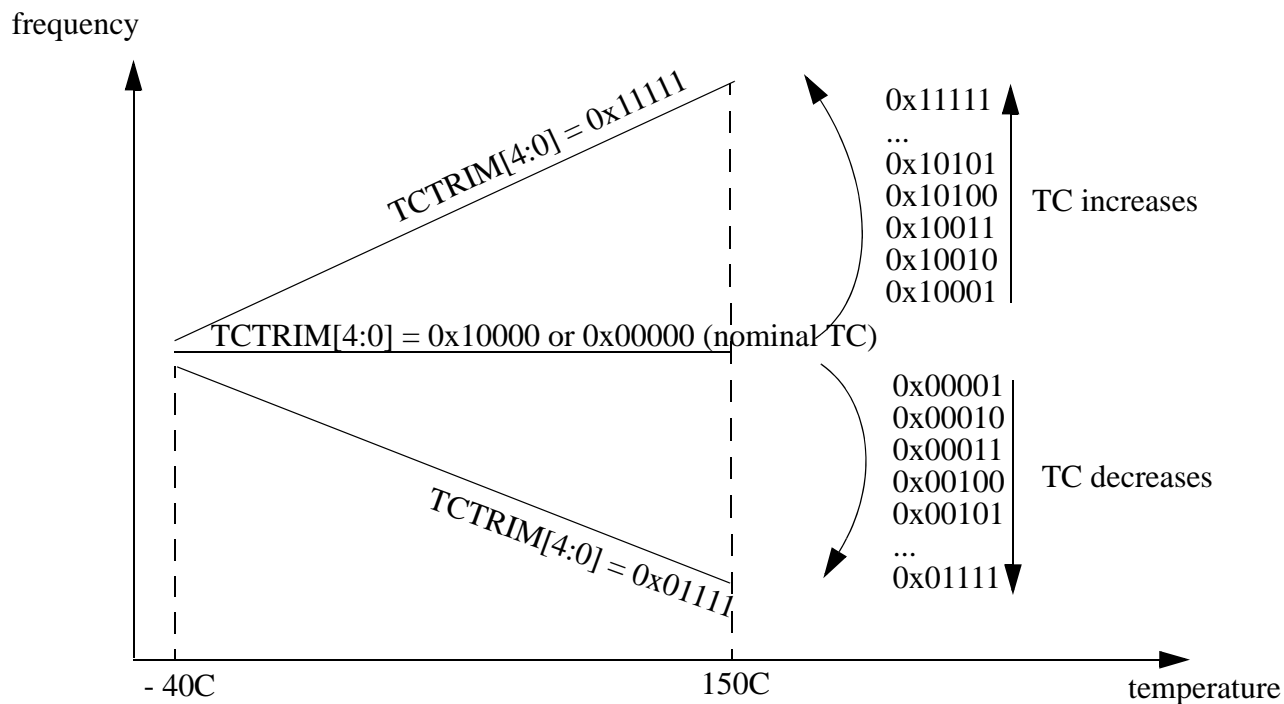 frequency
TCTRIM[4:0] = 0x11111
0x11111
...
0x10101
0x10100
0x10011
0x10010
0x10001
TC increases
TCTRIM[4:0] = 0x10000 or 0x00000 (nominal TC)
0x00001
0x00010
0x00011
0x00100
0x00101
...
0x01111
TC decreases
TCTRIM[4:0] = 0x01111
- 40C
150C
temperature